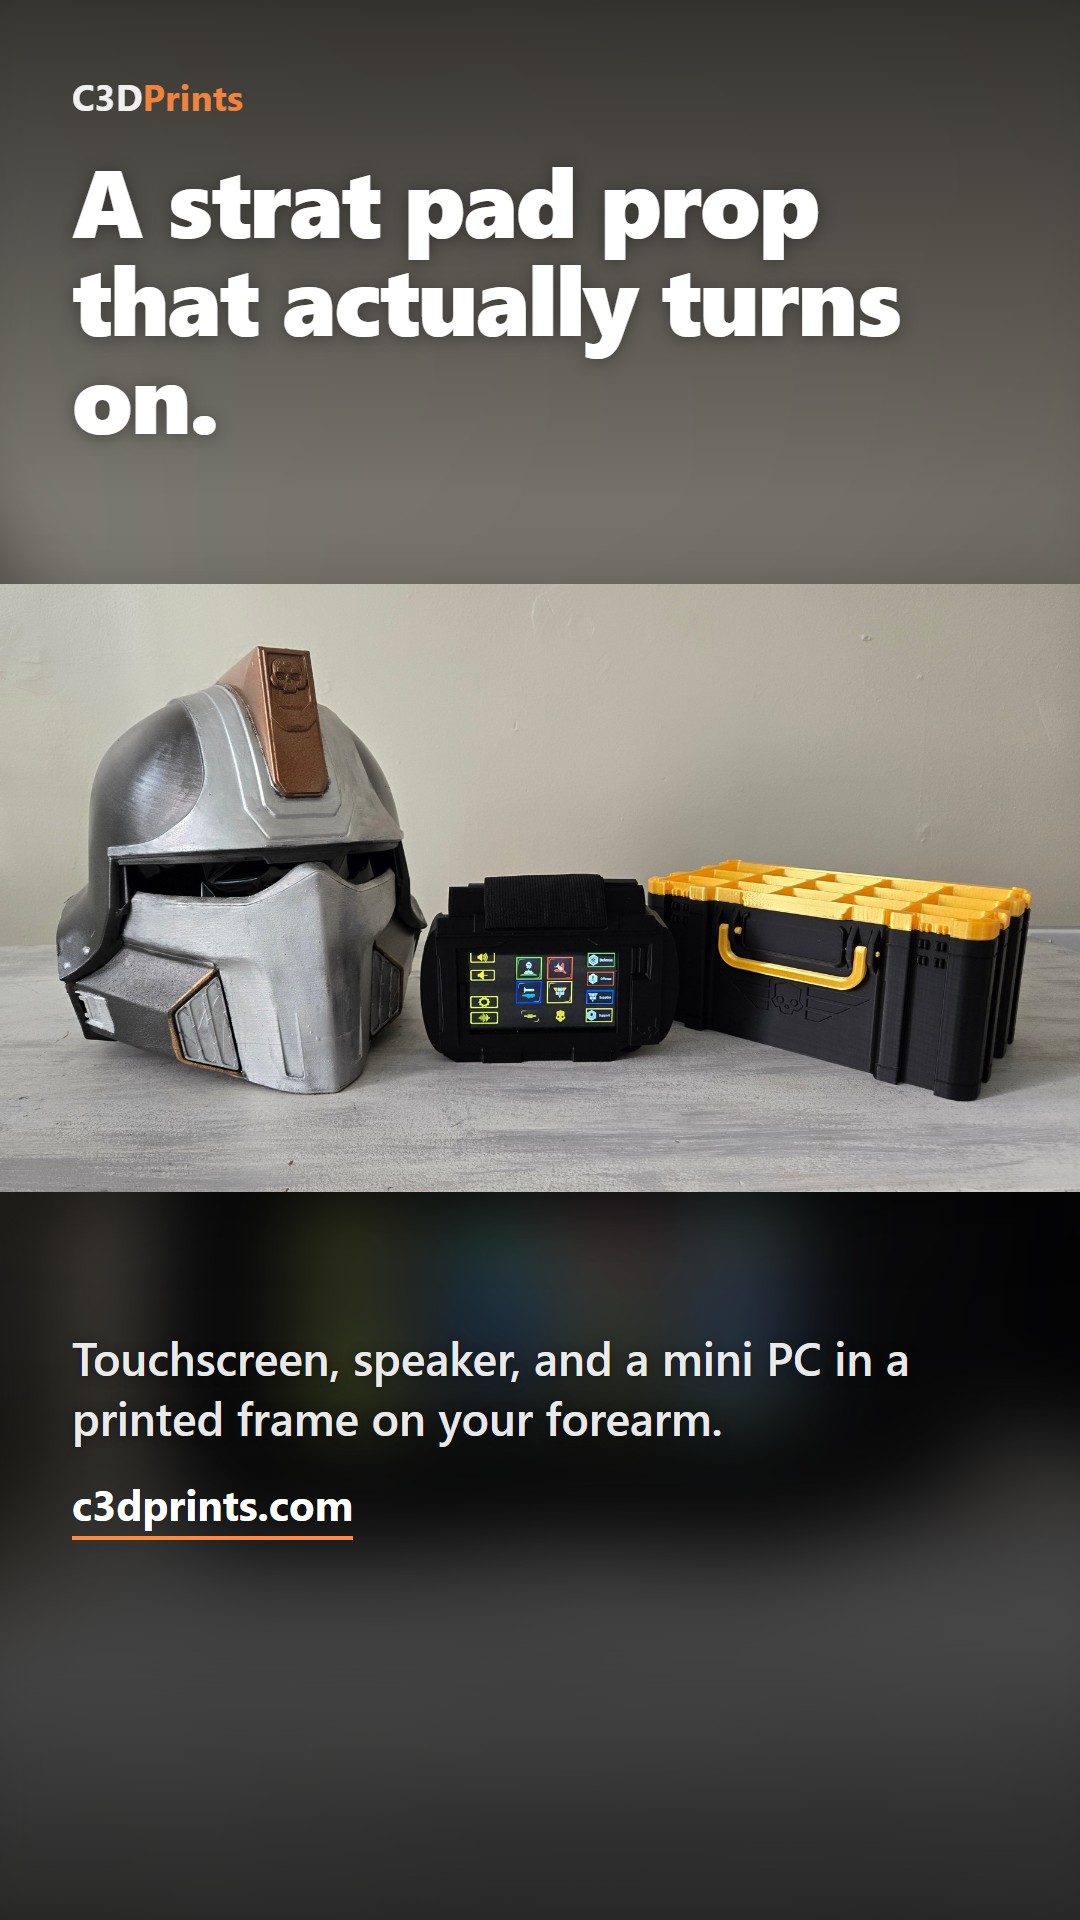 C3DPrints
A strat pad prop
that actually turns
on.
Touchscreen, speaker, and a mini PC in a
printed frame on your forearm.
c3dprints.com